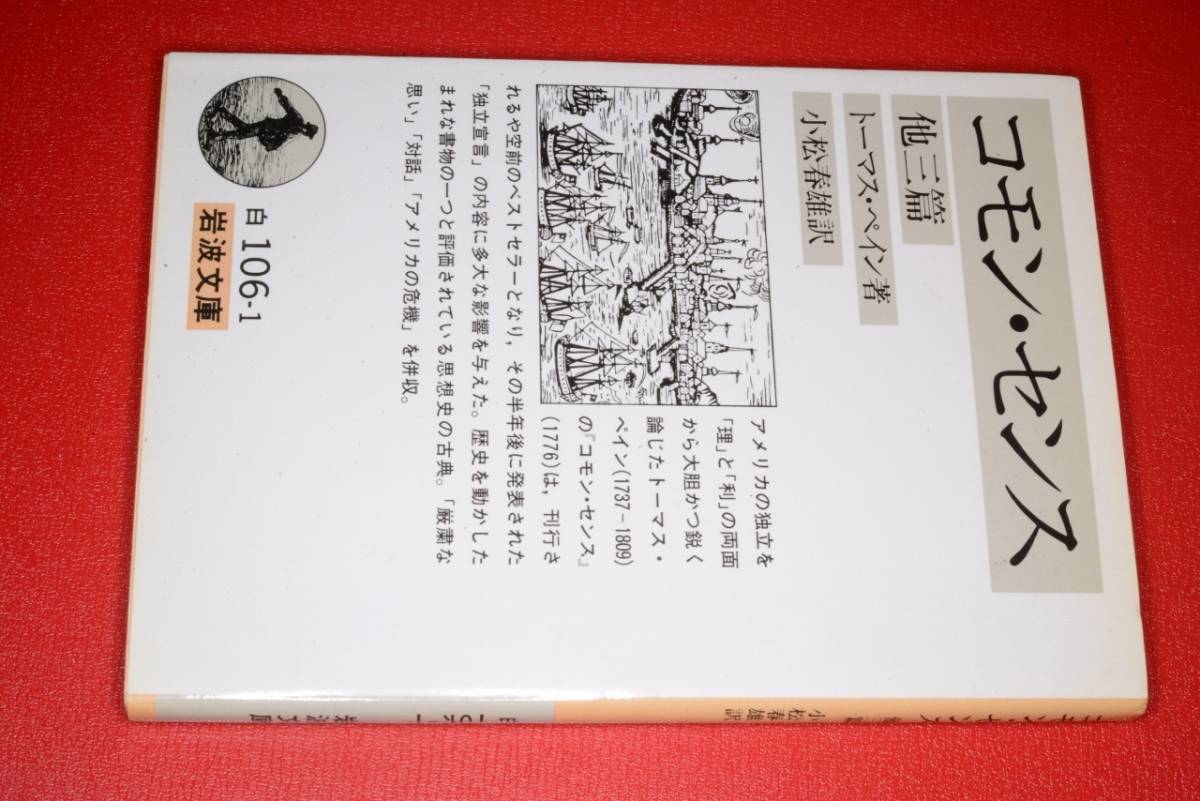 コモン・センス
他三篇
トーマス・ペイン著
小松春雄訳
アメリカの独立を
「理」と「利」の両面
から大胆かつ鋭く
論じたトーマス・
ペイン(1737-1809)
の『コモン・センス』
(1776)は，刊行さ
れるや空前のベストセラーとなり，その半年後に発表された
「独立宣言」の内容に多大な影響を与えた。歴史を動かした
まれな書物の一つと評価されている思想史の古典。「厳粛な
思い」「対話」「アメリカの危機」を併収。
白 106-1
岩波文庫